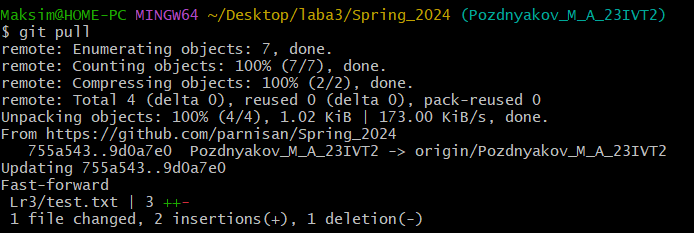 Maksim@HOME-PC MINGW64 ~/Desktop/laba3/Spring_2024 (Pozdnyakov_M_A_23IVT2)
$ git pull
remote: Enumerating objects: 7, done.
remote: Counting objects: 100% (7/7), done.
remote: Compressing objects: 100% (2/2), done.
remote: Total 4 (delta 0), reused 0 (delta 0), pack-reused 0
Unpacking objects: 100% (4/4), 1.02 KiB | 173.00 KiB/s, done.
From https://github.com/parnisan/Spring_2024
   755a543..9d0a7e0  Pozdnyakov_M_A_23IVT2 -> origin/Pozdnyakov_M_A_23IVT2
Updating 755a543..9d0a7e0
Fast-forward
 Lr3/test.txt | 3 ++-
 1 file changed, 2 insertions(+), 1 deletion(-)